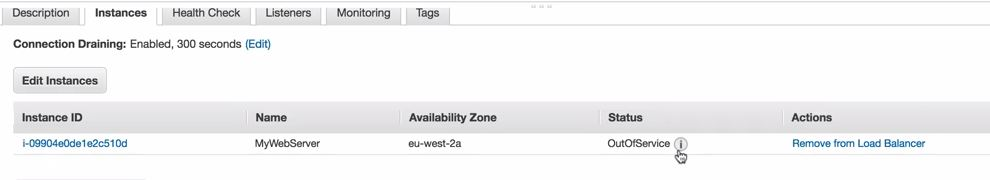 Description Instances Health Check Listeners Monitoring Tags
Connection Draining: Enabled, 300 seconds (Edit)
Edit Instances
Instance ID Name Availability Zone Status Actions
i-09904e0de1e2c510d MyWebServer eu-west-2a OutOfService i Remove from Load Balancer